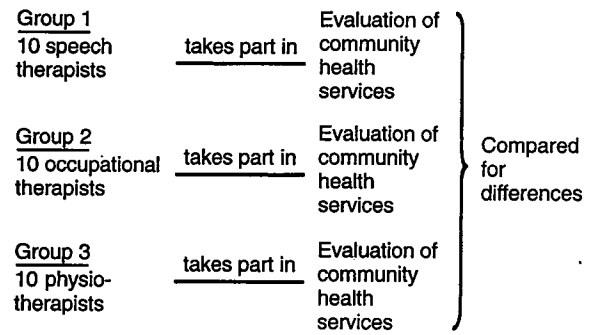 Group 1
10 speech
therapists
takes part in
Evaluation of
community
health
services
Group 2
10 occupational
therapists
takes part in
Evaluation of
community
health
services
Group 3
10 physio-
therapists
takes part in
Evaluation of
community
health
services
Compared
for
differences